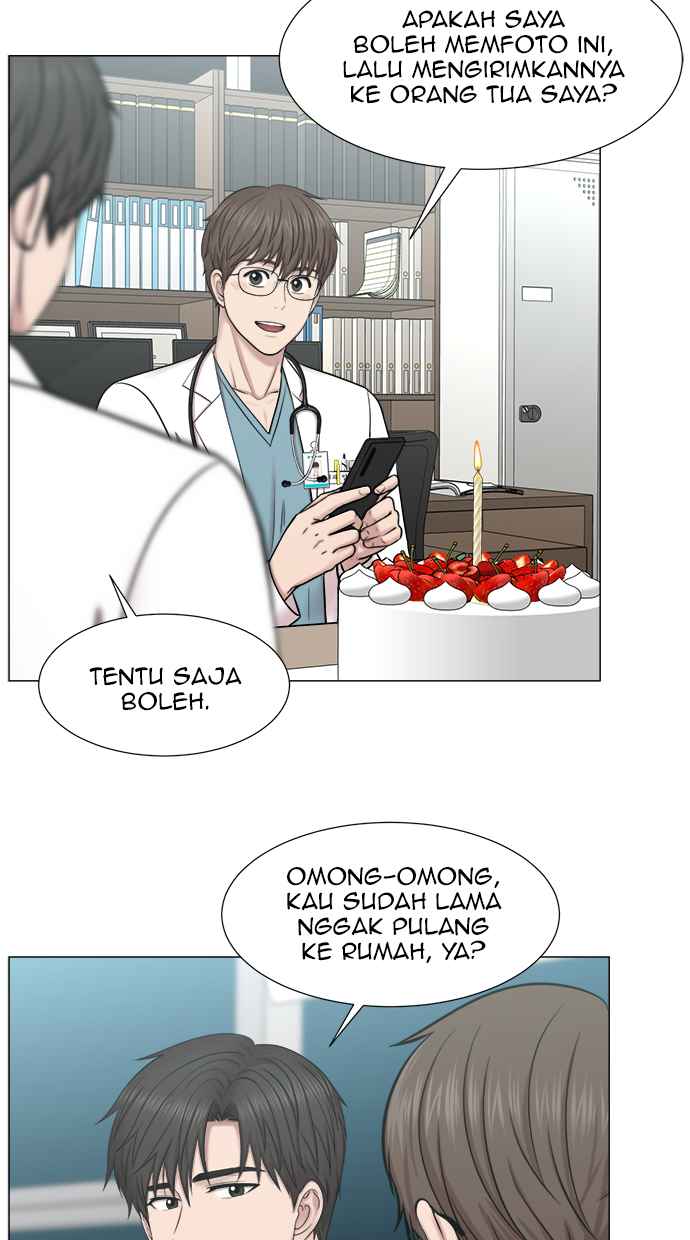 APAKAH SAYA
BOLEH MEMFOTO INI,
LALU MENGIRIMKANNYA
KE ORANG TUA SAYA?
TENTU SAJA
BOLEH.
OMONG-OMONG,
KAU SUDAH LAMA
NGGAK PULANG
KE RUMAH, YA?